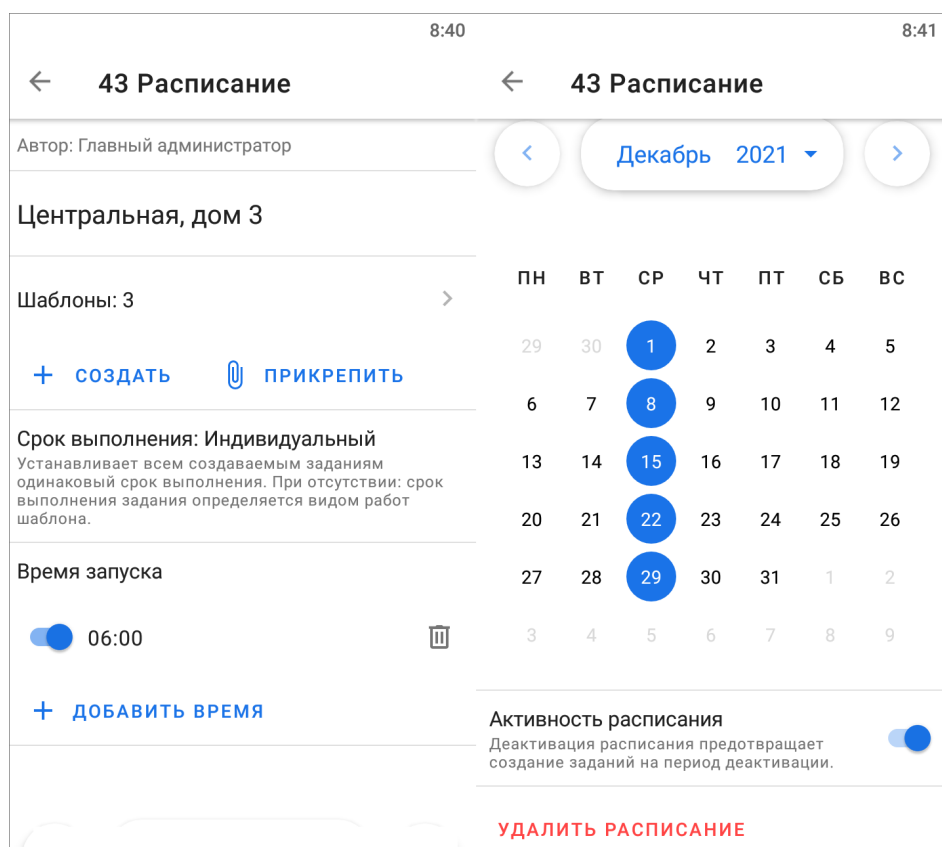 8:40
43 Расписание
Автор: Главный администратор
Центральная, дом 3
Шаблоны: 3
+ СОЗДАТЬ ПРИКРЕПИТЬ
Срок выполнения: Индивидуальный
Устанавливает всем создаваемым заданиям
одинаковый срок выполнения. При отсутствии: срок
выполнения задания определяется видом работ
шаблона.
Время запуска
06:00
+ ДОБАВИТЬ ВРЕМЯ
8:41
43 Расписание
Декабрь 2021
ПН ВТ СР ЧТ ПТ СБ ВС
29 30 1 2 3 4 5
6 7 8 9 10 11 12
13 14 15 16 17 18 19
20 21 22 23 24 25 26
27 28 29 30 31 1 2
3 4 5 6 7 8 9
Активность расписания
Деактивация расписания предотвращает
создание заданий на период деактивации.
УДАЛИТЬ РАСПИСАНИЕ